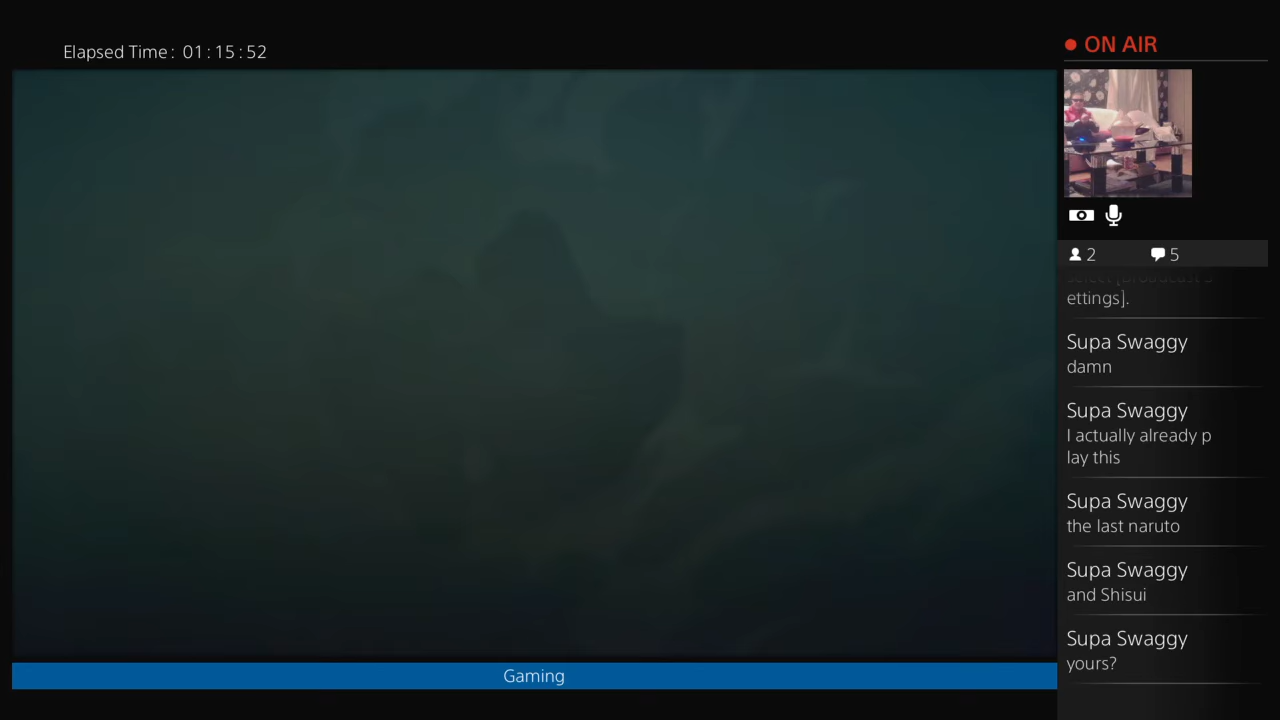 Elapsed Time: 01:15:52
ON AIR
2 5
ettings].
Supa Swaggy
damn
Supa Swaggy
I actually already p
lay this
Supa Swaggy
the last naruto
Supa Swaggy
and Shisui
Supa Swaggy
yours?
Gaming